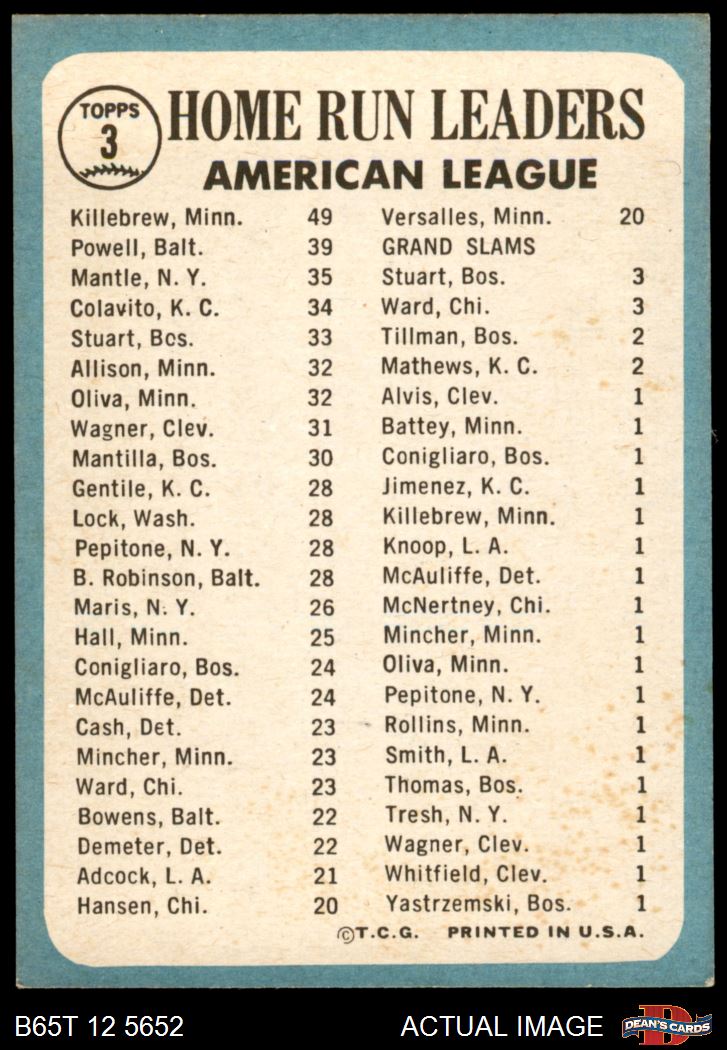 TOPPS
3
HOME RUN LEADERS
AMERICAN LEAGUE
Killebrew, Minn. 49
Powell, Balt. 39
Mantle, N. Y. 35
Colavito, K. C. 34
Stuart, Bos. 33
Allison, Minn. 32
Oliva, Minn. 32
Wagner, Clev. 31
Mantilla, Bos. 30
Gentile, K. C. 28
Lock, Wash. 28
Pepitone, N. Y. 28
B. Robinson, Balt. 28
Maris, N. Y. 26
Hall, Minn. 25
Conigliaro, Bos. 24
McAuliffe, Det. 24
Cash, Det. 23
Mincher, Minn. 23
Ward, Chi. 23
Bowens, Balt. 22
Demeter, Det. 22
Adcock, L. A. 21
Hansen, Chi. 20
Versalles, Minn. 20
GRAND SLAMS
Stuart, Bos. 3
Ward, Chi. 3
Tillman, Bos. 2
Mathews, K. C. 2
Alvis, Clev. 1
Battey, Minn. 1
Conigliaro, Bos. 1
Jimenez, K. C. 1
Killebrew, Minn. 1
Knoop, L. A. 1
McAuliffe, Det. 1
McNertney, Chi. 1
Mincher, Minn. 1
Oliva, Minn. 1
Pepitone, N. Y. 1
Rollins, Minn. 1
Smith, L. A. 1
Thomas, Bos. 1
Tresh, N. Y. 1
Wagner, Clev. 1
Whitfield, Clev. 1
Yastrzemski, Bos. 1
©T.C.G. PRINTED IN U.S.A.
B65T 12 5652
ACTUAL IMAGE
D
DEAN'S CARDS